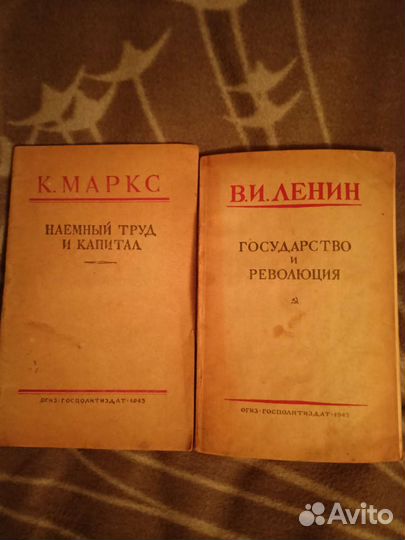 К. МАРКС
НАЕМНЫЙ ТРУД
И КАПИТАЛ
ОГИЗ·ГОСПОЛИТИЗДАТ·1943
В.И. ЛЕНИН
ГОСУДАРСТВО
И
РЕВОЛЮЦИЯ
ОГИЗ·ГОСПОЛИТИЗДАТ·1943
Avito